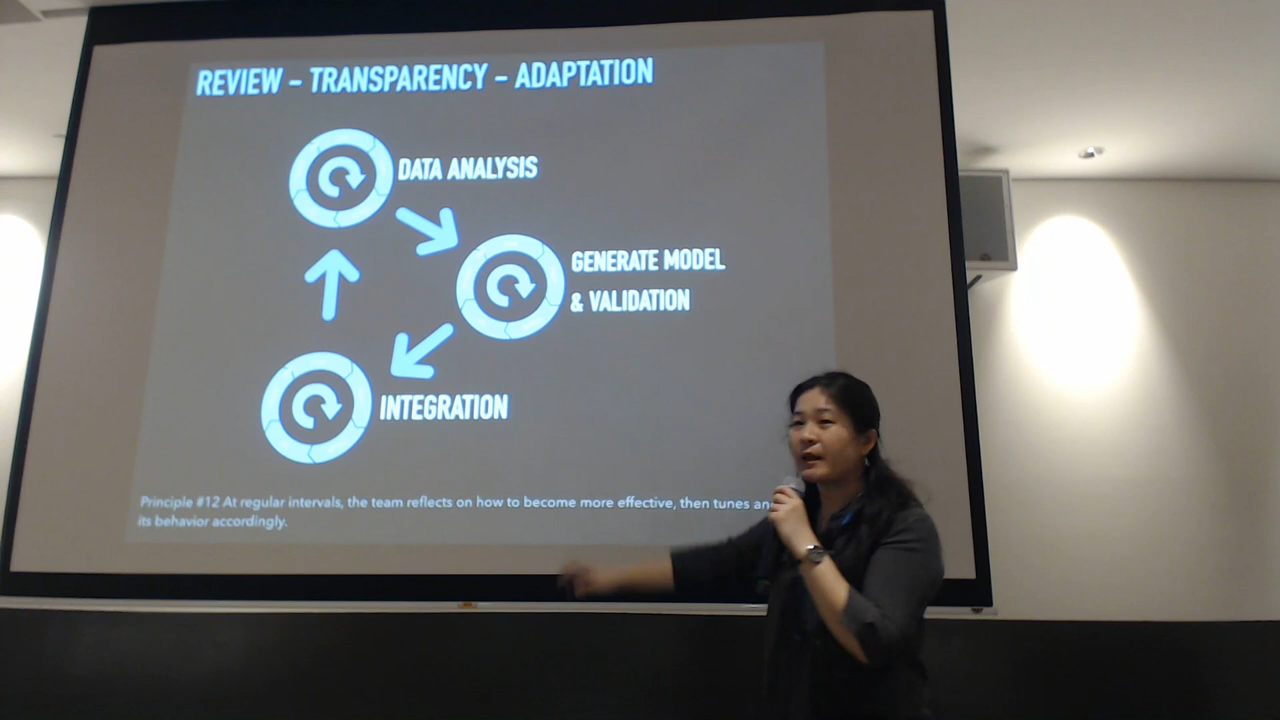 REVIEW – TRANSPARENCY – ADAPTATION
DATA ANALYSIS
GENERATE MODEL
& VALIDATION
INTEGRATION
Principle #12 At regular intervals, the team reflects on how to become more effective, then tunes
its behavior accordingly.